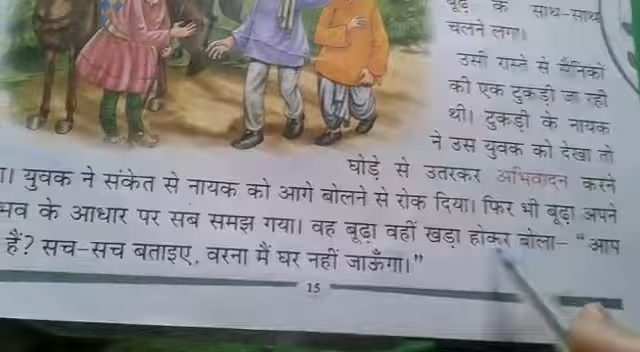 बूढ़े के साथ-साथ
चलने लगा।
उसी रास्ते से सैनिकों
की एक टुकड़ी जा रही
थी। टुकड़ी के नायक
ने उस युवक को देखा तो
घोड़े से उतरकर अभिवादन करने
युवक ने संकेत से नायक को आगे बोलने से रोक दिया। फिर भी बूढ़ा अपने
के आधार पर सब समझ गया। वह बूढ़ा वहीं खड़ा होकर बोला– “आप
हैं? सच-सच बताइए, वरना मैं घर नहीं जाऊँगा।”
15